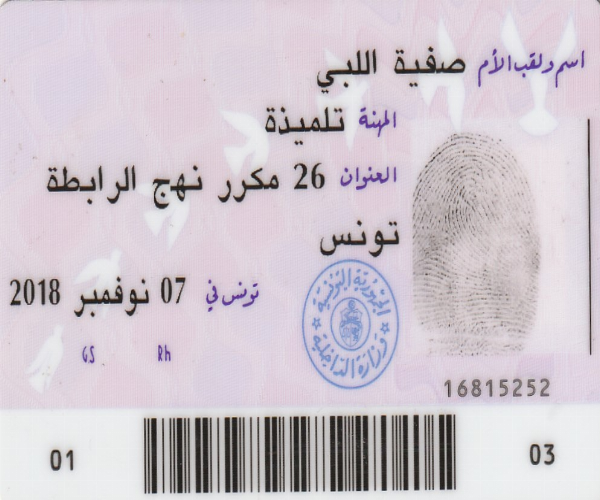 اسم ولقب الأم صفية اللبي
المهنة تلميذة
العنوان 26 مكرر نهج الرابطة
تونس
تونس في 07 نوفمبر 2018
الجمهورية التونسية
وزارة الداخلية
GS Rh
16815252
01 03